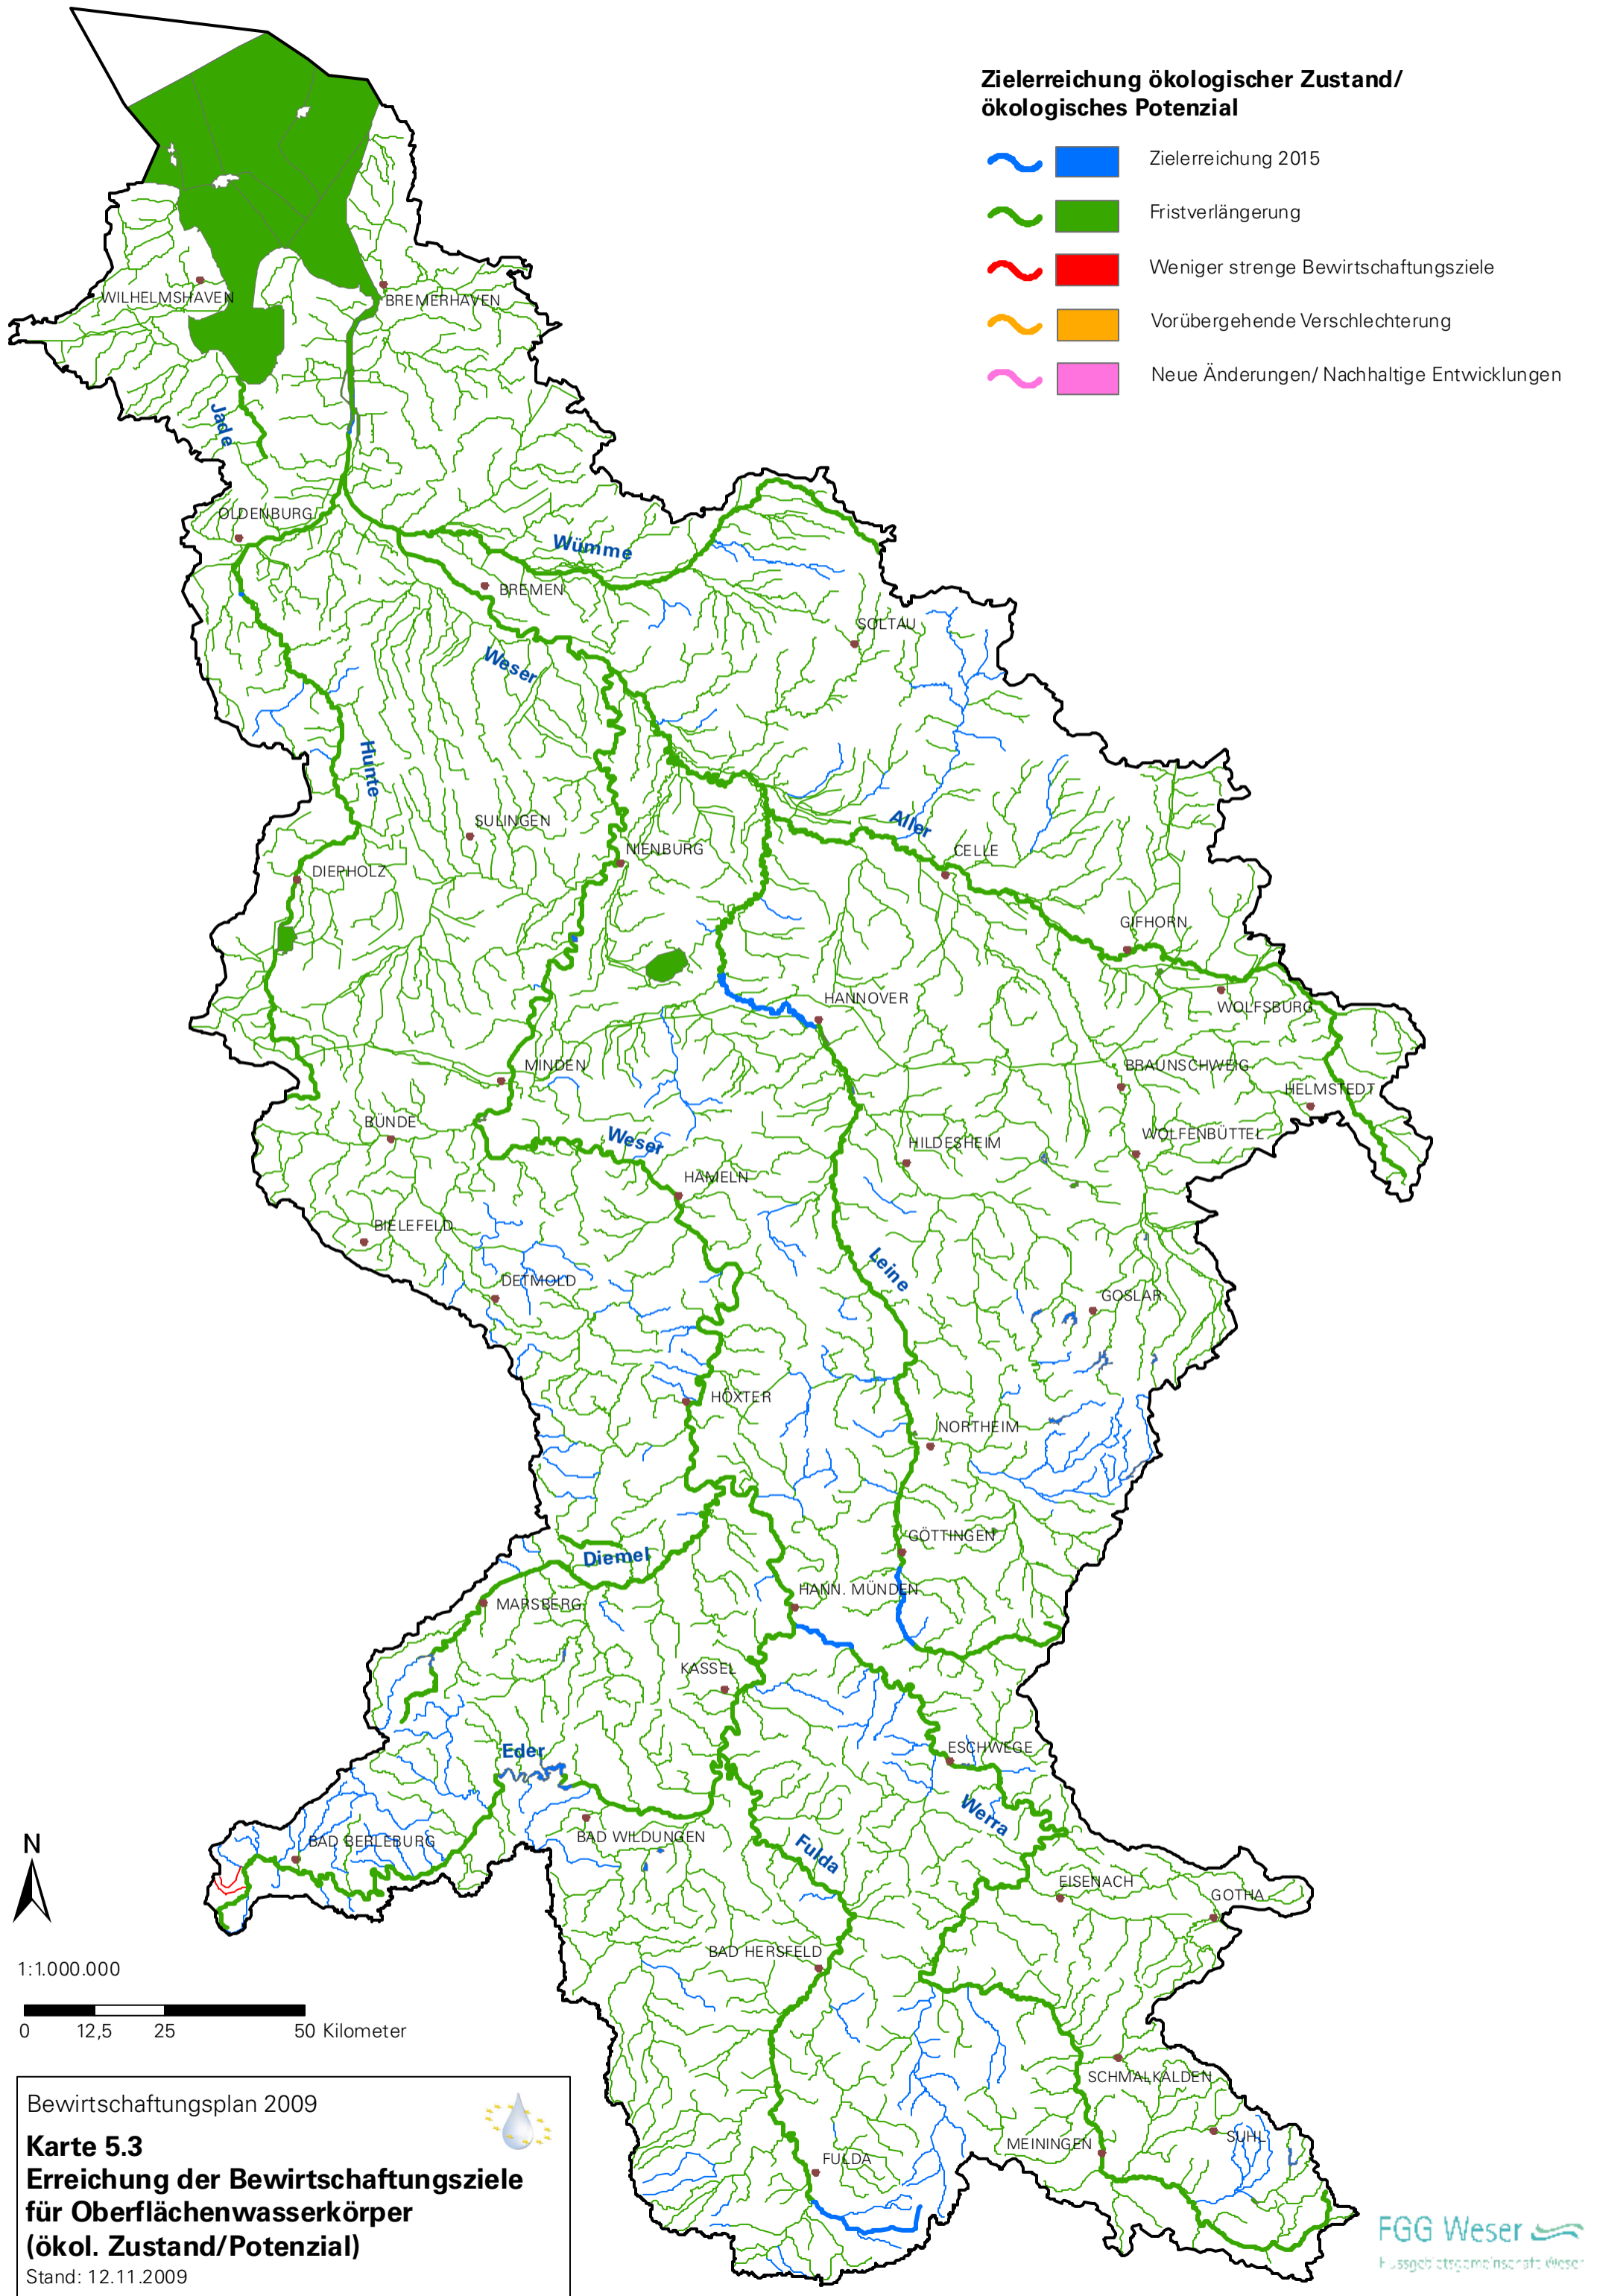 Zielerreichung ökologischer Zustand/
ökologisches Potenzial
Zielerreichung 2015
Fristverlängerung
Weniger strenge Bewirtschaftungsziele
Vorübergehende Verschlechterung
Neue Änderungen/ Nachhaltige Entwicklungen
WILHELMSHAVEN
BREMERHAVEN
Jade
OLDENBURG
Wümme
BREMEN
SOLTAU
Weser
Hunte
SULINGEN
Aller
NIENBURG
CELLE
DIEPHOLZ
GIFHORN
HANNOVER
WOLFSBURG
MINDEN
BRAUNSCHWEIG
HELMSTEDT
BÜNDE
WOLFENBÜTTEL
Weser
HILDESHEIM
HAMELN
BIELEFELD
Leine
DETMOLD
GOSLAR
HÖXTER
NORTHEIM
GÖTTINGEN
Diemel
HANN. MÜNDEN
MARSBERG
KASSEL
Eder
ESCHWEGE
Werra
BAD WILDUNGEN
BAD BERLEBURG
Fulda
EISENACH
GOTHA
BAD HERSFELD
SCHMALKALDEN
SUHL
MEININGEN
FULDA
N
1:1.000.000
0 12,5 25 50 Kilometer
Bewirtschaftungsplan 2009
Karte 5.3
Erreichung der Bewirtschaftungsziele
für Oberflächenwasserkörper
(ökol. Zustand/Potenzial)
Stand: 12.11.2009
FGG Weser
Flussgebietsgemeinschaft Weser